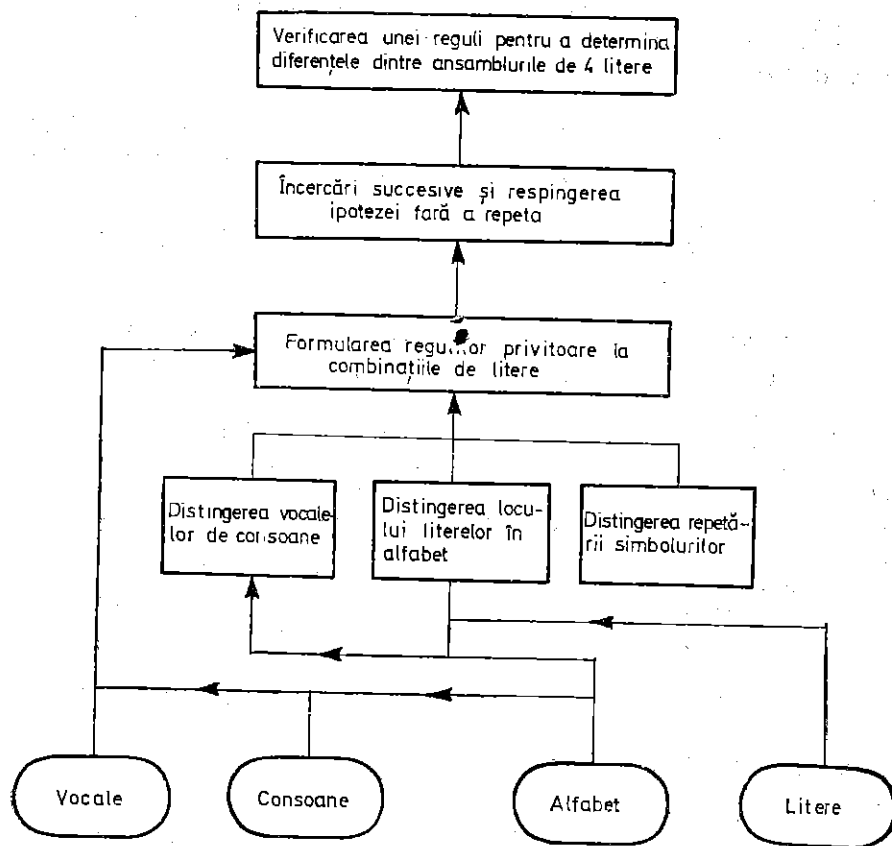 Verificarea unei reguli pentru a determina
diferențele dintre ansamblurile de 4 litere
Încercări succesive și respingerea
ipotezei fară a repeta
Formularea regulilor privitoare la
combinațiile de litere
Distingerea vocale-
lor de consoane
Distingerea locu-
lui literelor în
alfabet
Distingerea repetă-
rii simbolurilor
Vocale
Consoane
Alfabet
Litere